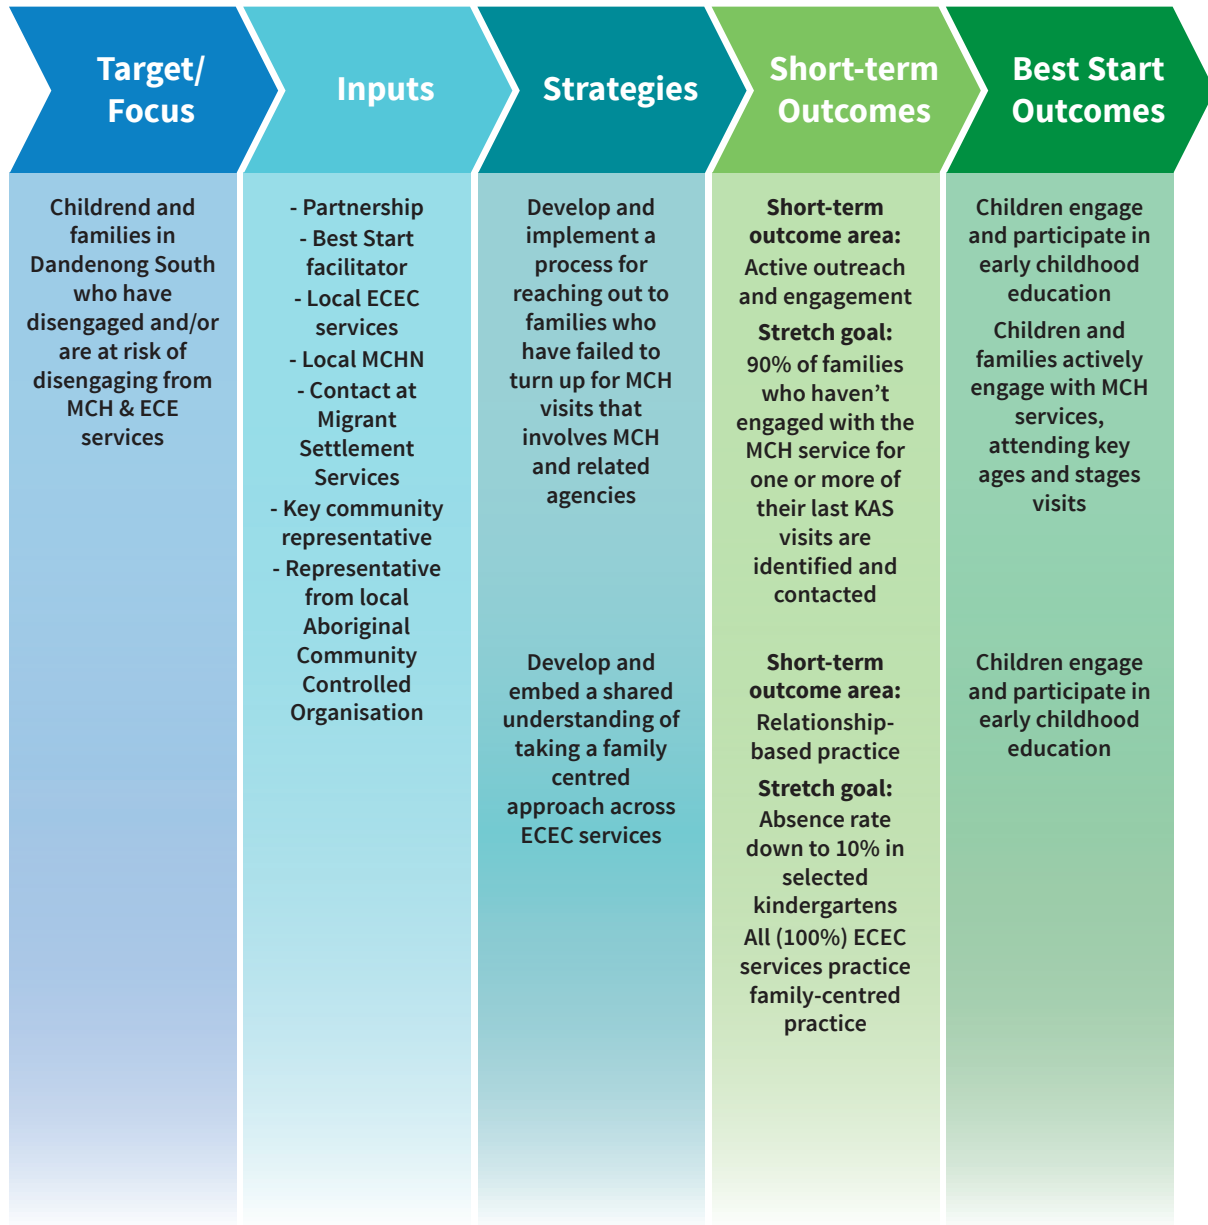 Target/
Focus
Inputs
Strategies
Short-term
Outcomes
Best Start
Outcomes
Childrend and
families in
Dandenong South
who have
disengaged and/or
are at risk of
disengaging from
MCH & ECE
services
- Partnership
- Best Start
facilitator
- Local ECEC
services
- Local MCHN
- Contact at
Migrant
Settlement
Services
- Key community
representative
- Representative
from local
Aboriginal
Community
Controlled
Organisation
Develop and
implement a
process for
reaching out to
families who
have failed to
turn up for MCH
visits that
involves MCH
and related
agencies
Develop and
embed a shared
understanding of
taking a family
centred
approach across
ECEC services
Short-term
outcome area:
Active outreach
and engagement
Stretch goal:
90% of families
who haven’t
engaged with the
MCH service for
one or more of
their last KAS
visits are
identified and
contacted
Short-term
outcome area:
Relationship-
based practice
Stretch goal:
Absence rate
down to 10% in
selected
kindergartens
All (100%) ECEC
services practice
family-centred
practice
Children engage
and participate in
early childhood
education
Children and
families actively
engage with MCH
services,
attending key
ages and stages
visits
Children engage
and participate in
early childhood
education